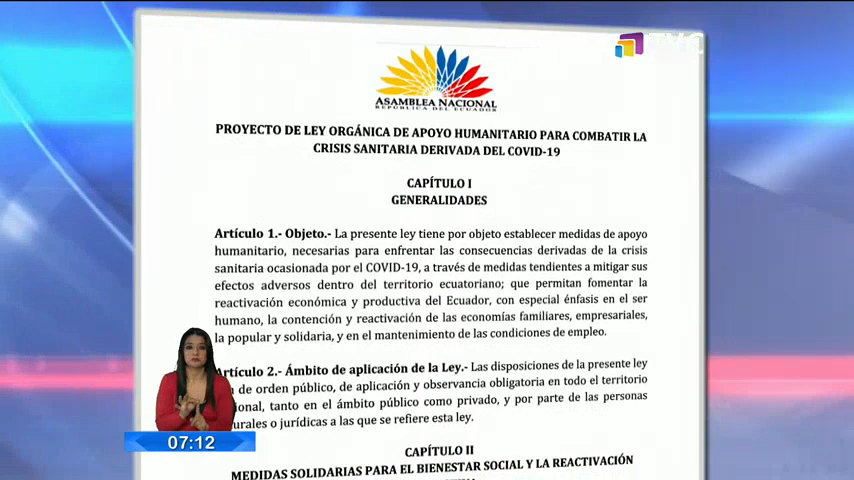 ASAMBLEA NACIONAL
REPÚBLICA DEL ECUADOR
PROYECTO DE LEY ORGÁNICA DE APOYO HUMANITARIO PARA COMBATIR LA
CRISIS SANITARIA DERIVADA DEL COVID-19
CAPÍTULO I
GENERALIDADES
Artículo 1.- Objeto.- La presente ley tiene por objeto establecer medidas de apoyo
humanitario, necesarias para enfrentar las consecuencias derivadas de la crisis
sanitaria ocasionada por el COVID-19, a través de medidas tendientes a mitigar sus
efectos adversos dentro del territorio ecuatoriano; que permitan fomentar la
reactivación económica y productiva del Ecuador, con especial énfasis en el ser
humano, la contención y reactivación de las economías familiares, empresariales,
la popular y solidaria, y en el mantenimiento de las condiciones de empleo.
Artículo 2.- Ámbito de aplicación de la Ley.- Las disposiciones de la presente ley
de orden público, de aplicación y observancia obligatoria en todo el territorio
ional, tanto en el ámbito público como privado, y por parte de las personas
urales o jurídicas a las que se refiere esta ley.
CAPÍTULO II
MEDIDAS SOLIDARIAS PARA EL BIENESTAR SOCIAL Y LA REACTIVACIÓN
07:12